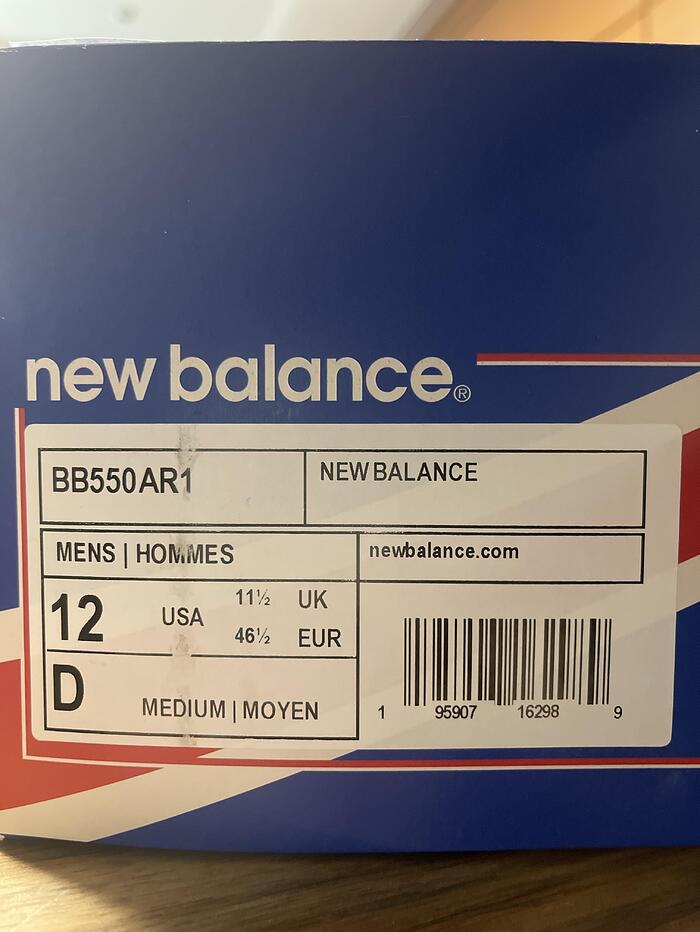 new balance®
BB550AR1
NEW BALANCE
MENS | HOMMES
newbalance.com
12 USA 11½ UK
46½ EUR
D MEDIUM | MOYEN
1 95907 16298 9